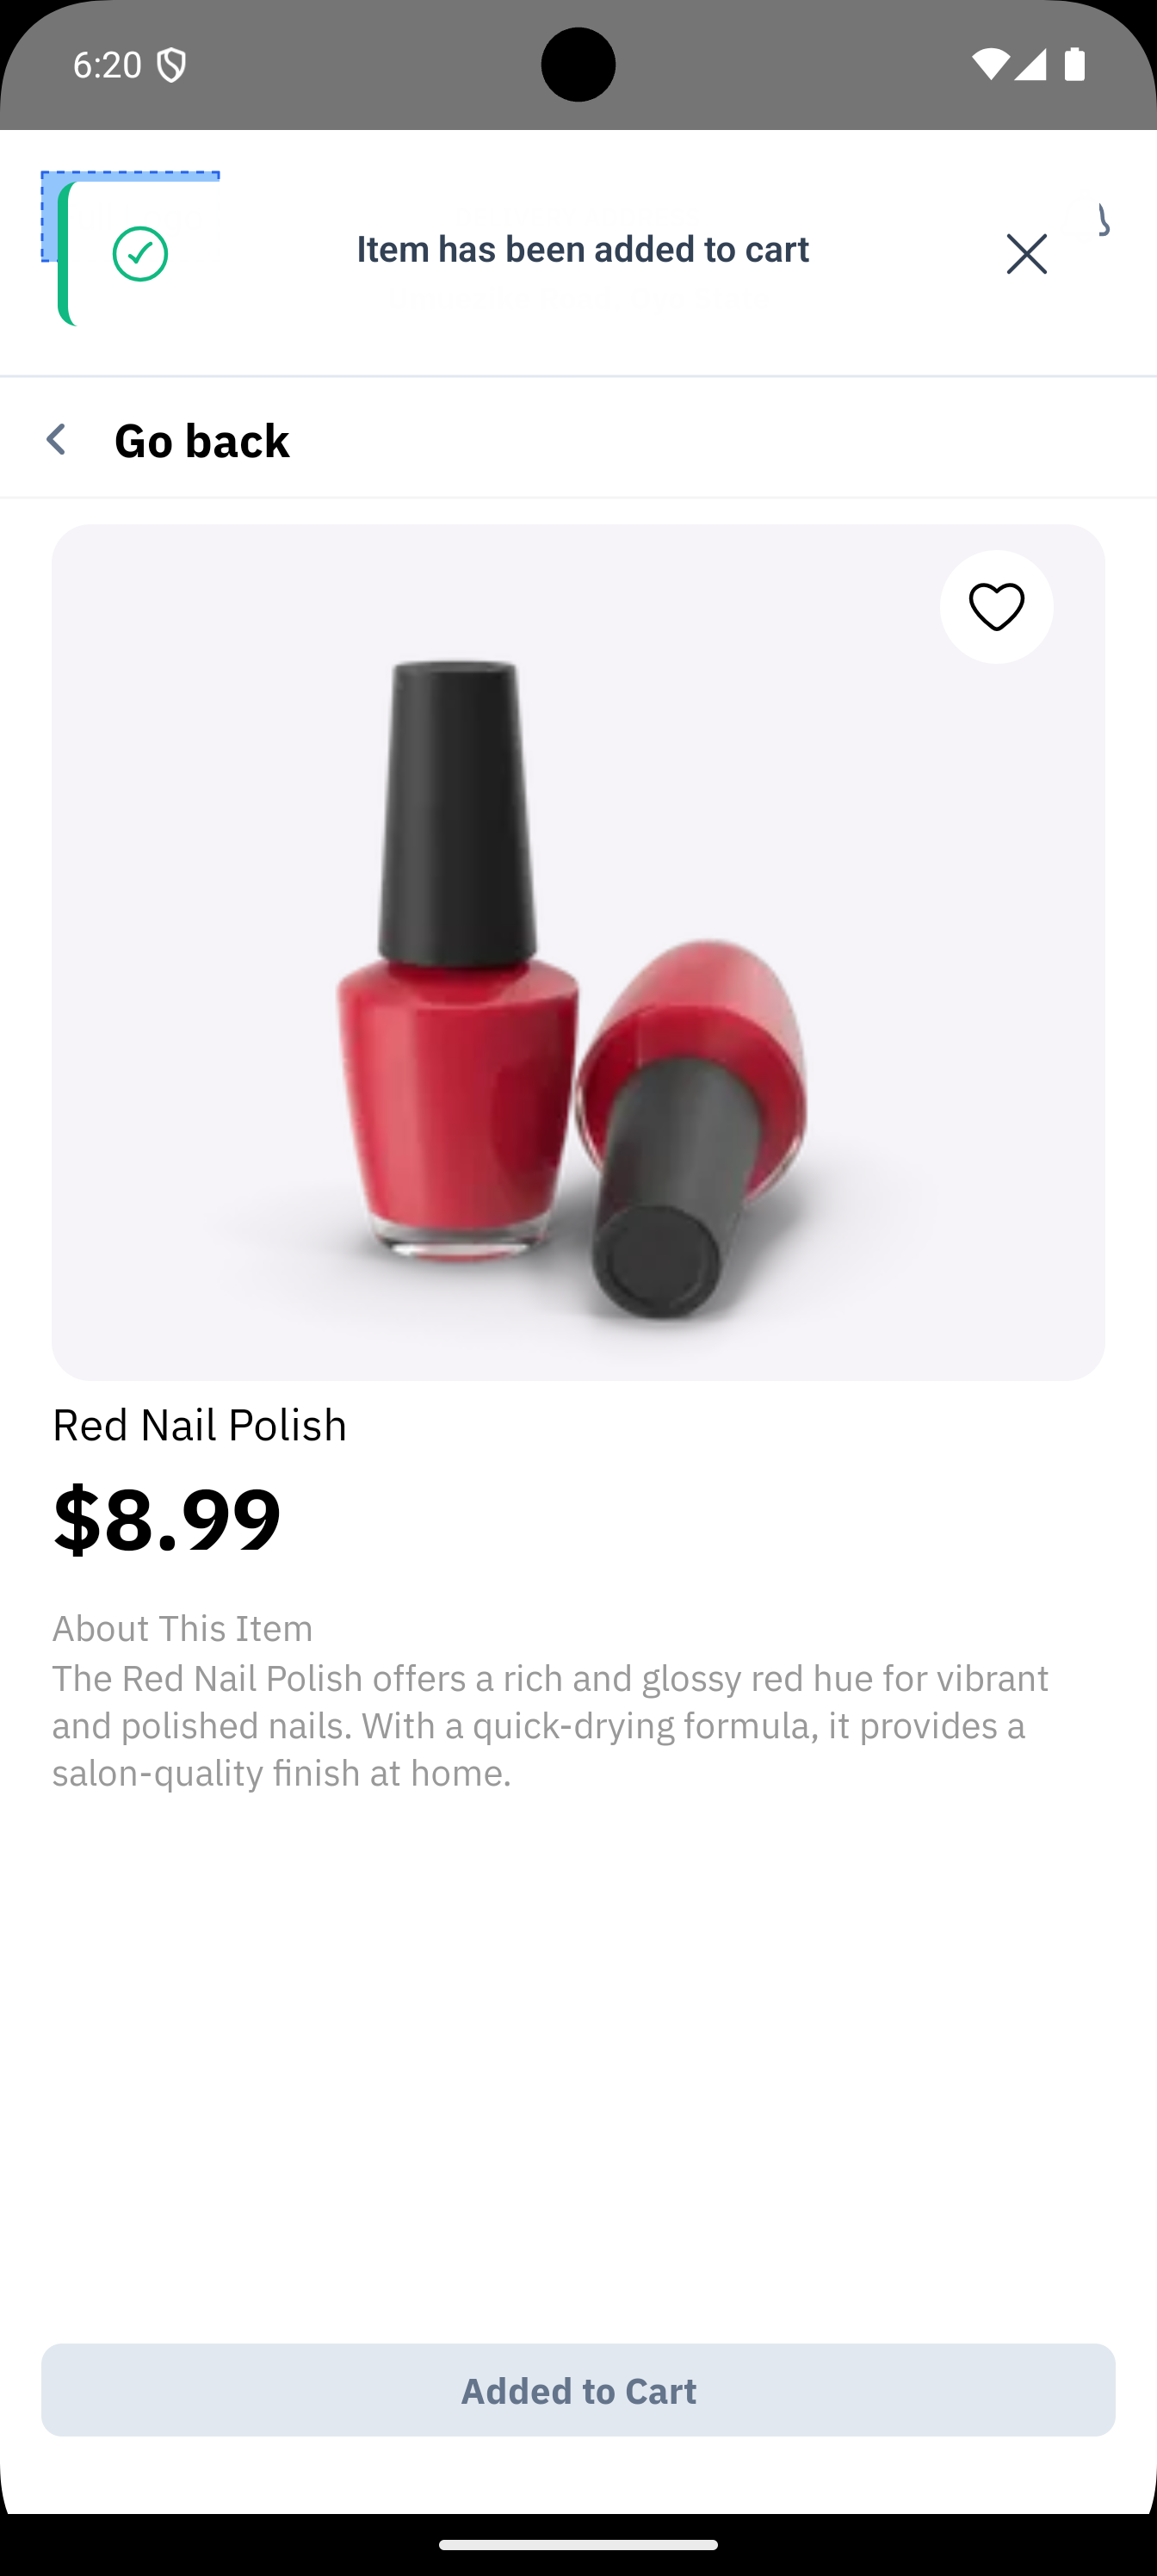 6:20
Item has been added to cart
Go back
Red Nail Polish
$8.99
About This Item
The Red Nail Polish offers a rich and glossy red hue for vibrant
and polished nails. With a quick-drying formula, it provides a
salon-quality finish at home.
Added to Cart